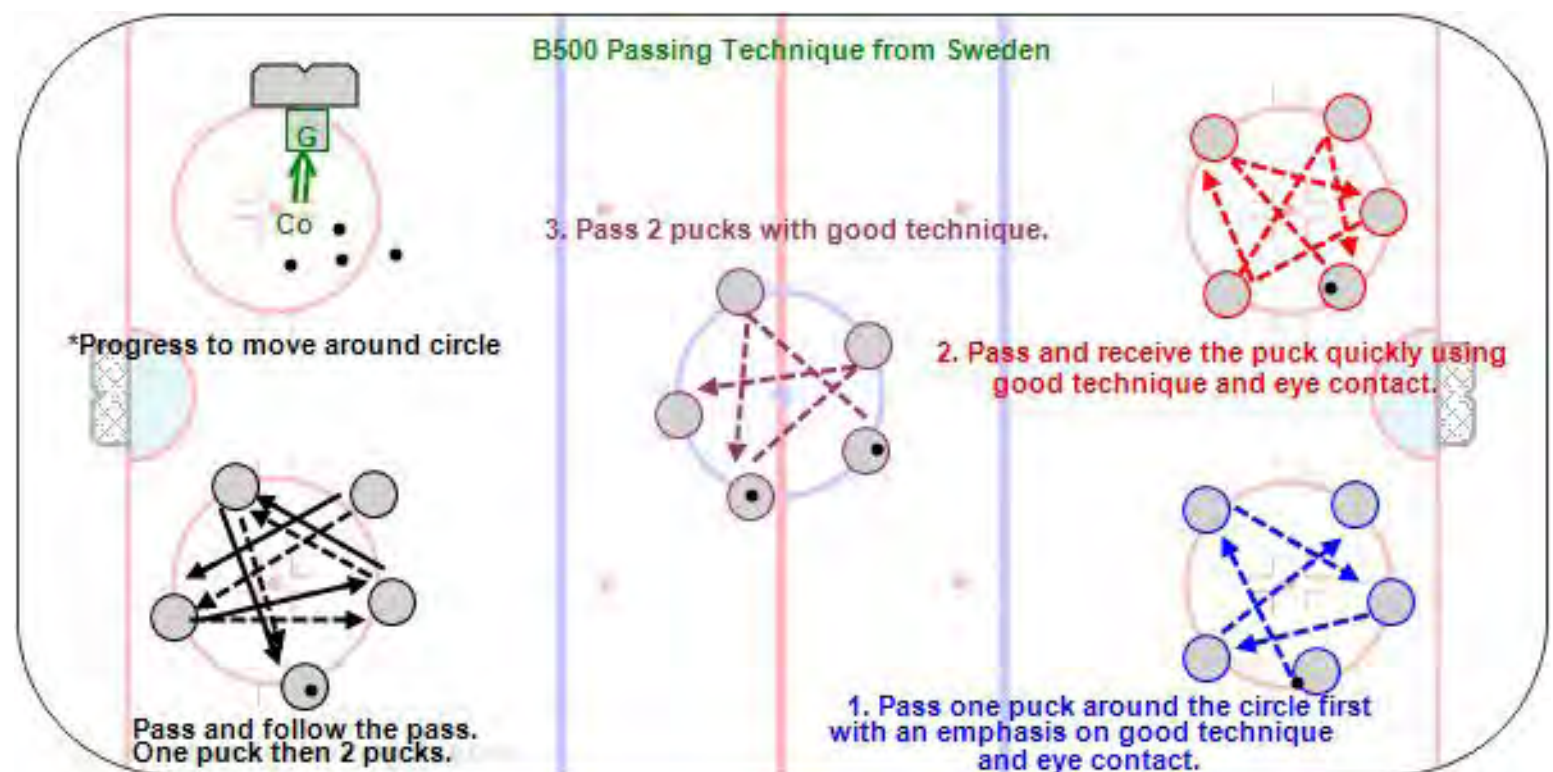 B500 Passing Technique from Sweden
G
Co
3. Pass 2 pucks with good technique.
*Progress to move around circle
2. Pass and receive the puck quickly using
good technique and eye contact.
Pass and follow the pass.
One puck then 2 pucks.
1. Pass one puck around the circle first
with an emphasis on good technique
and eye contact.